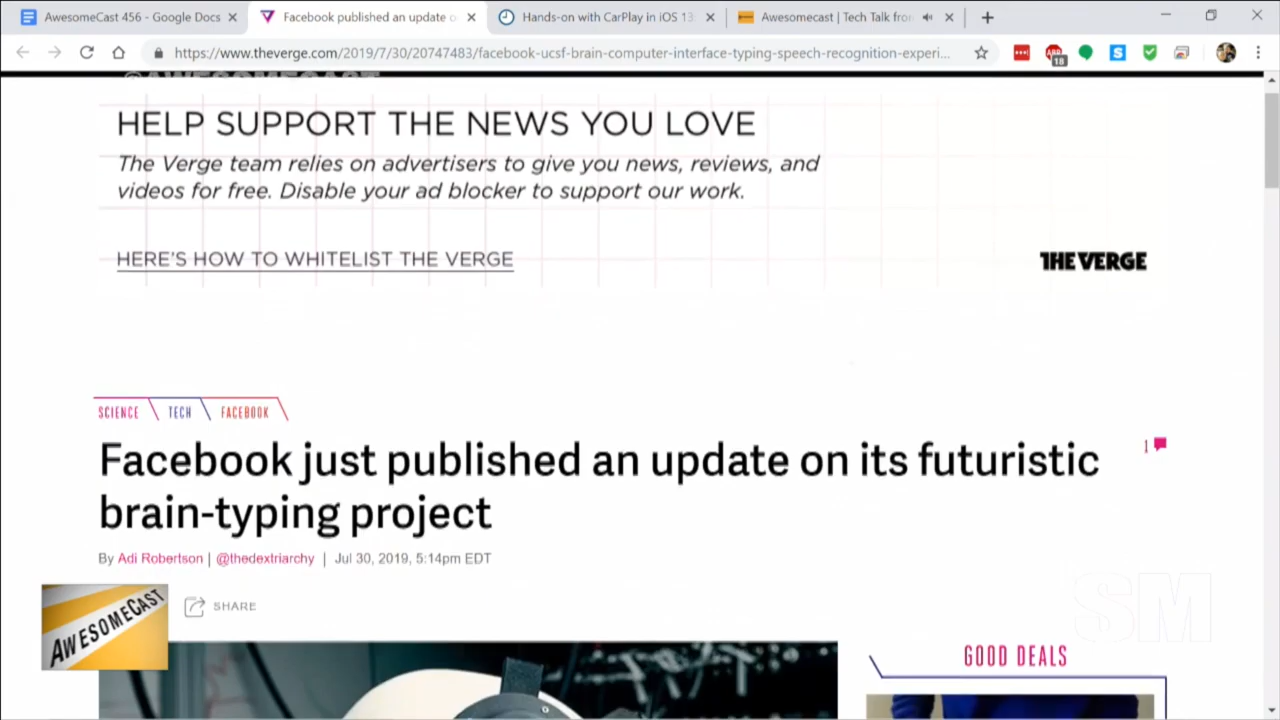 AwesomeCast 456 - Google Docs
Facebook published an update o
Hands-on with CarPlay in iOS 13
Awesomecast | Tech Talk from
https://www.theverge.com/2019/7/30/20747483/facebook-ucsf-brain-computer-interface-typing-speech-recognition-experi...
ABP
18
S
@AWESOMECAST
HELP SUPPORT THE NEWS YOU LOVE
The Verge team relies on advertisers to give you news, reviews, and
videos for free. Disable your ad blocker to support our work.
HERE'S HOW TO WHITELIST THE VERGE
THE VERGE
SCIENCE TECH FACEBOOK
Facebook just published an update on its futuristic
brain-typing project
1
By Adi Robertson | @thedextriarchy | Jul 30, 2019, 5:14pm EDT
AWESOMECAST
SHARE
SM
GOOD DEALS